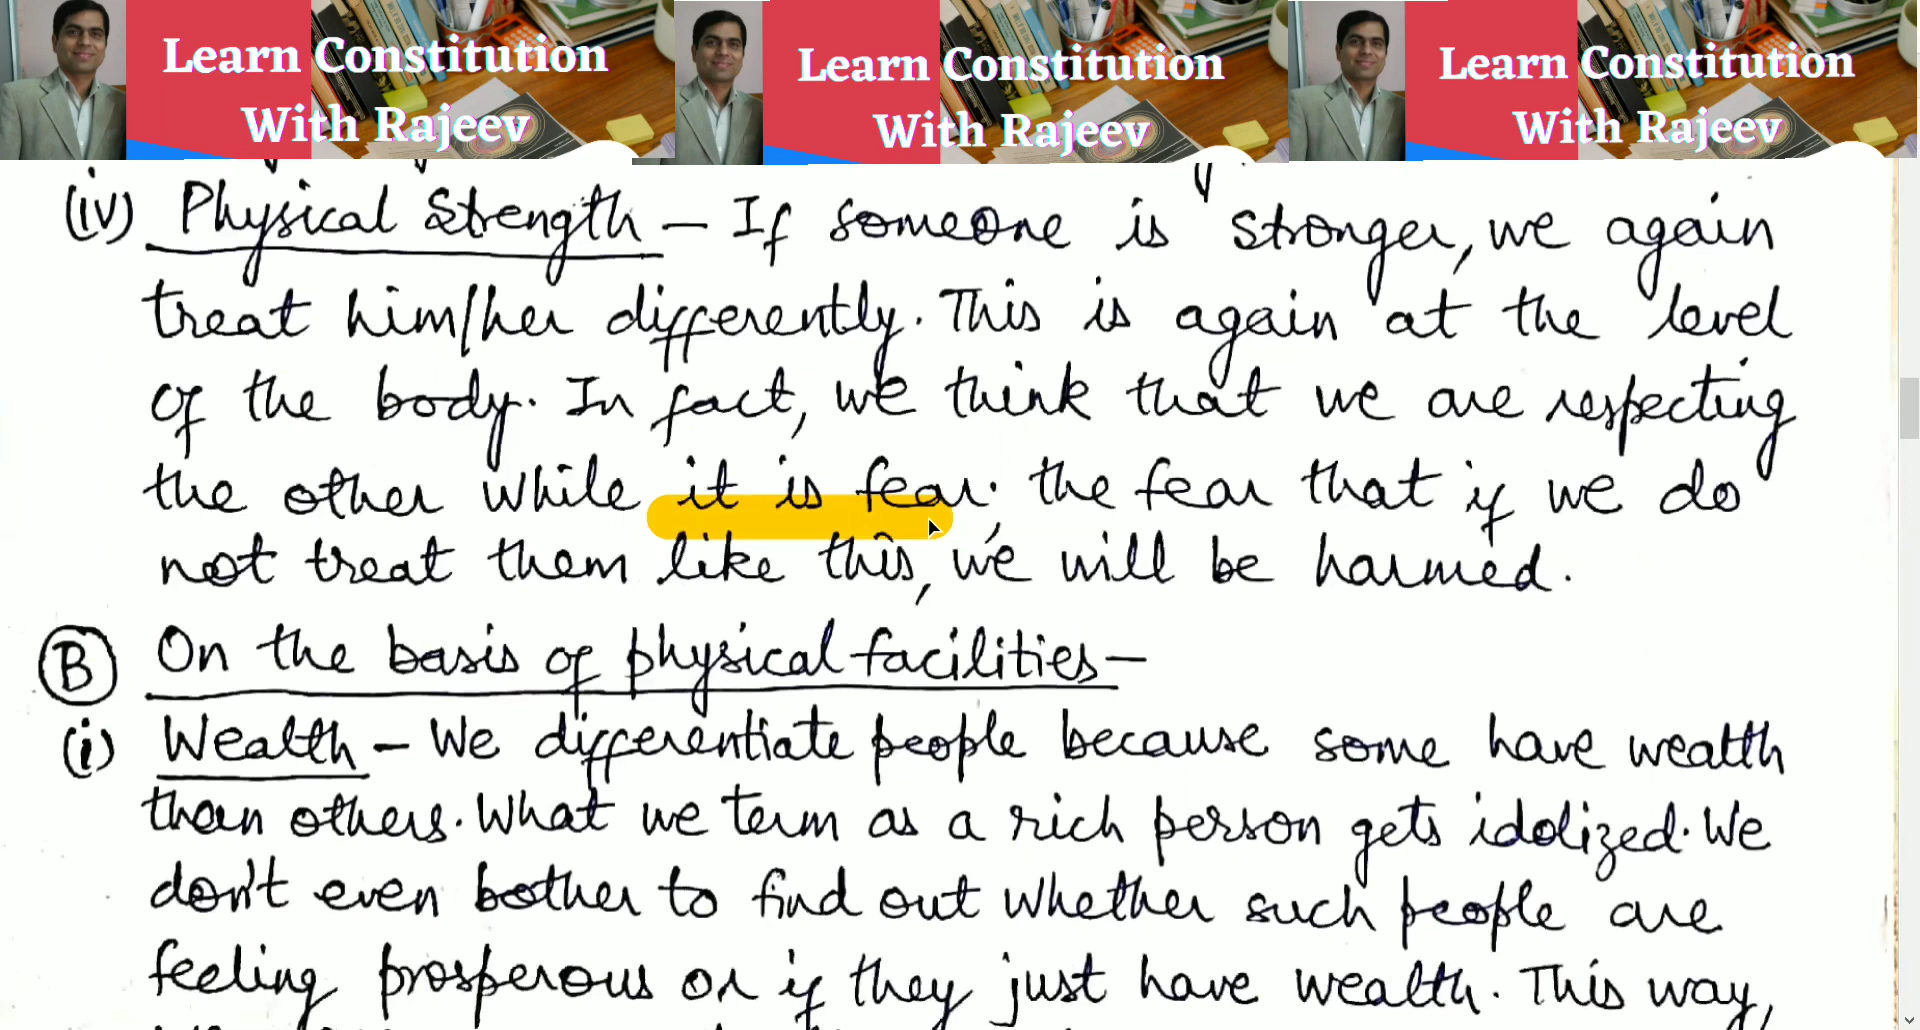 Learn Constitution
With Rajeev
Learn Constitution
With Rajeev
Learn Constitution
With Rajeev
(iv) Physical Strength – If someone is stronger, we again
treat him/her differently. This is again at the level
of the body. In fact, we think that we are respecting
the other while it is fear; the fear that if we do
not treat them like this, we will be harmed.
(B) On the basis of physical facilities –
(i) Wealth – We differentiate people because some have wealth
than others. What we term as a rich person gets idolized. We
don't even bother to find out whether such people are
feeling prosperous or if they just have wealth. This way,